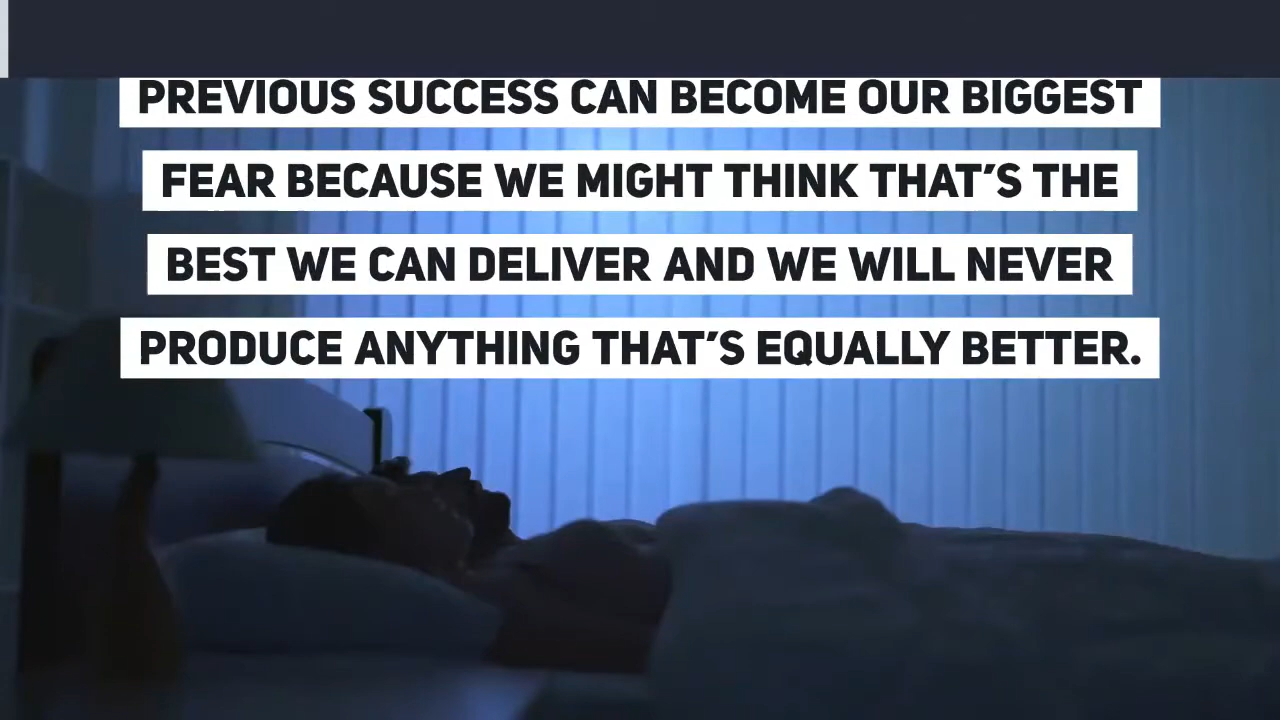 PREVIOUS SUCCESS CAN BECOME OUR BIGGEST
FEAR BECAUSE WE MIGHT THINK THAT'S THE
BEST WE CAN DELIVER AND WE WILL NEVER
PRODUCE ANYTHING THAT'S EQUALLY BETTER.